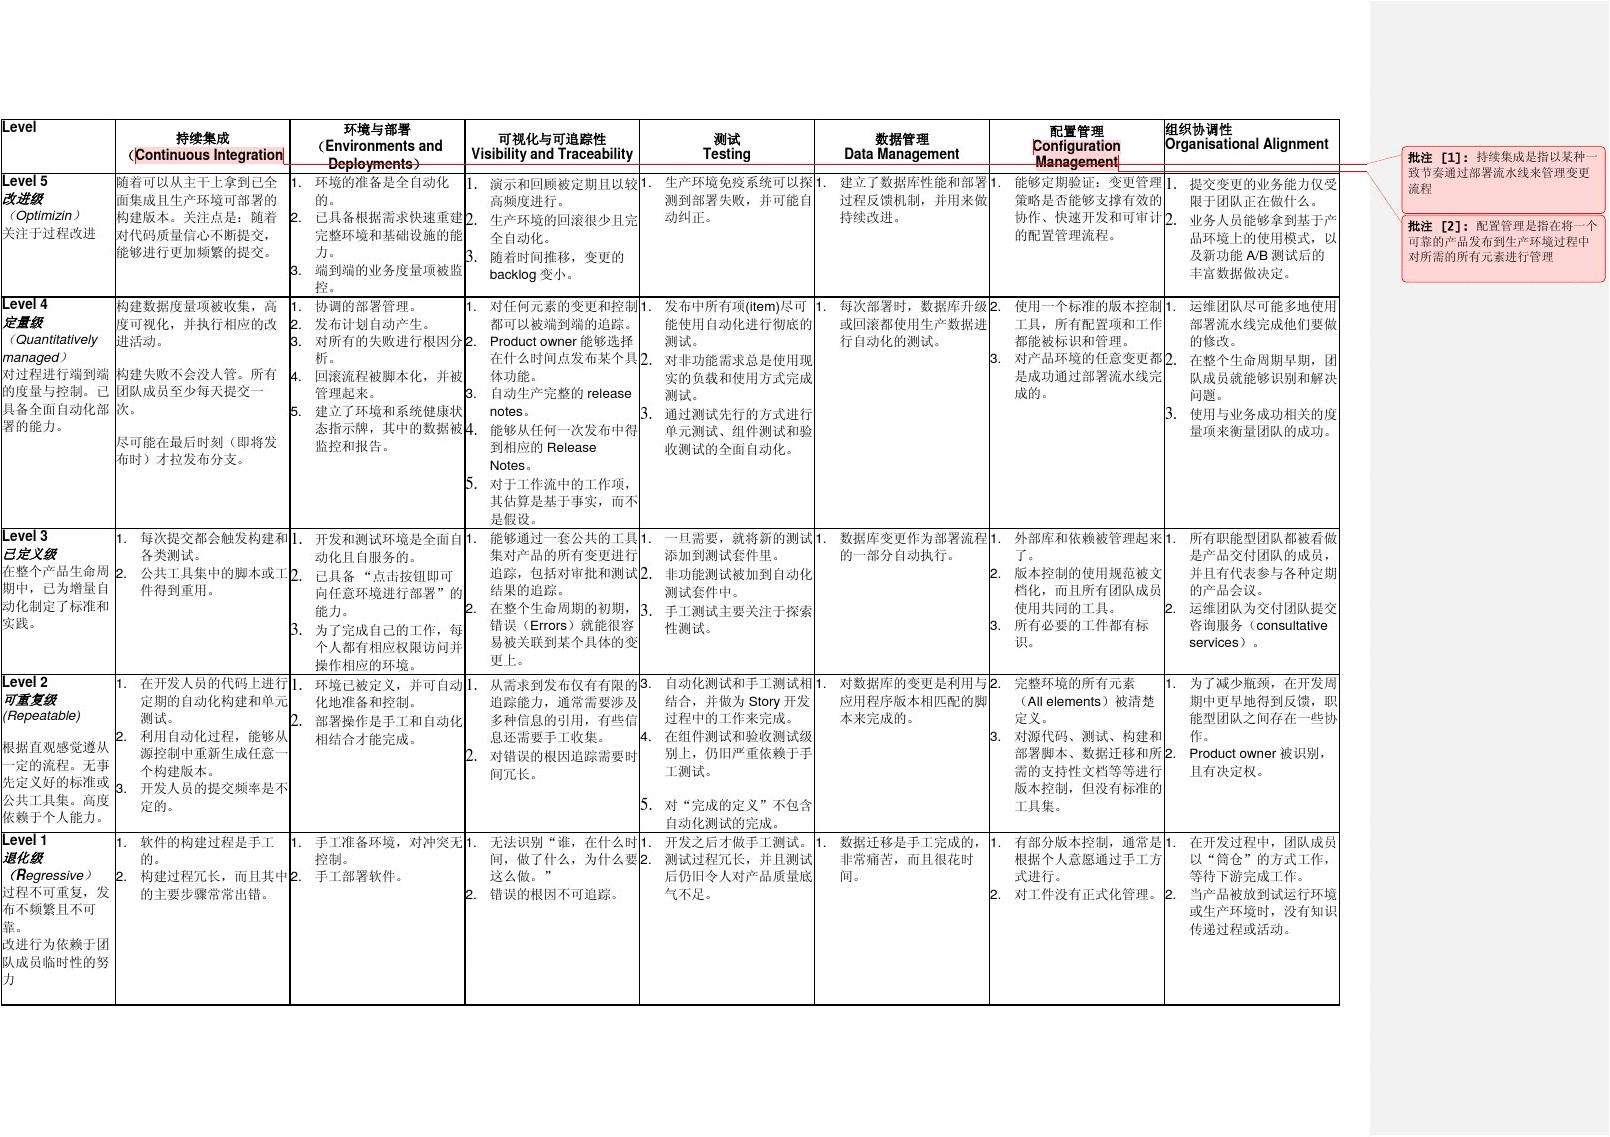 Level
持续集成
（Continuous Integration
环境与部署
（Environments and
Deployments）
可视化与可追踪性
Visibility and Traceability
测试
Testing
数据管理
Data Management
配置管理
Configuration
Management
组织协调性
Organisational Alignment
Level 5
改进级
（Optimizin）
关注于过程改进
随着可以从主干上拿到已全
面集成且生产环境可部署的
构建版本。关注点是：随着
对代码质量信心不断提交，
能够进行更加频繁的提交。
1. 环境的准备是全自动化
的。
2. 已具备根据需求快速重建
完整环境和基础设施的能
力。
3. 端到端的业务度量项被监
控。
1. 演示和回顾被定期且以较
高频度进行。
2. 生产环境的回滚很少且完
全自动化。
3. 随着时间推移，变更的
backlog 变小。
1. 生产环境免疫系统可以探
测到部署失败，并可能自
动纠正。
1. 建立了数据库性能和部署
过程反馈机制，并用来做
持续改进。
1. 能够定期验证：变更管理
策略是否能够支撑有效的
协作、快速开发和可审计
的配置管理流程。
1. 提交变更的业务能力仅受
限于团队正在做什么。
2. 业务人员能够拿到基于产
品环境上的使用模式，以
及新功能 A/B 测试后的
丰富数据做决定。
Level 4
定量级
（Quantitatively
managed）
对过程进行端到端
的度量与控制。已
具备全面自动化部
署的能力。
构建数据度量项被收集，高
度可视化，并执行相应的改
进活动。
构建失败不会没人管。所有
团队成员至少每天提交一
次。
尽可能在最后时刻（即将发
布时）才拉发布分支。
1. 协调的部署管理。
2. 发布计划自动产生。
3. 对所有的失败进行根因分
析。
4. 回滚流程被脚本化，并被
管理起来。
5. 建立了环境和系统健康状
态指示牌，其中的数据被
监控和报告。
1. 对任何元素的变更和控制
都可以被端到端的追踪。
2. Product owner 能够选择
在什么时间点发布某个具
体功能。
3. 自动生产完整的 release
notes。
4. 能够从任何一次发布中得
到相应的 Release
Notes。
5. 对于工作流中的工作项，
其估算是基于事实，而不
是假设。
1. 发布中所有项(item)尽可
能使用自动化进行彻底的
测试。
2. 对非功能需求总是使用现
实的负载和使用方式完成
测试。
3. 通过测试先行的方式进行
单元测试、组件测试和验
收测试的全面自动化。
1. 每次部署时，数据库升级
或回滚都使用生产数据进
行自动化的测试。
2. 使用一个标准的版本控制
工具，所有配置项和工作
都能被标识和管理。
3. 对产品环境的任意变更都
是成功通过部署流水线完
成的。
1. 运维团队尽可能多地使用
部署流水线完成他们要做
的修改。
2. 在整个生命周期早期，团
队成员就能够识别和解决
问题。
3. 使用与业务成功相关的度
量项来衡量团队的成功。
Level 3
已定义级
在整个产品生命周
期中，已为增量自
动化制定了标准和
实践。
1. 每次提交都会触发构建和
各类测试。
2. 公共工具集中的脚本或工
件得到重用。
1. 开发和测试环境是全面自
动化且自服务的。
2. 已具备 “点击按钮即可
向任意环境进行部署”的
能力。
3. 为了完成自己的工作，每
个人都有相应权限访问并
操作相应的环境。
1. 能够通过一套公共的工具
集对产品的所有变更进行
追踪，包括对审批和测试
结果的追踪。
2. 在整个生命周期的初期，
错误（Errors）就能很容
易被关联到某个具体的变
更上。
1. 一旦需要，就将新的测试
添加到测试套件里。
2. 非功能测试被加到自动化
测试套件中。
3. 手工测试主要关注于探索
性测试。
1. 数据库变更作为部署流程
的一部分自动执行。
1. 外部库和依赖被管理起来
了。
2. 版本控制的使用规范被文
档化，而且所有团队成员
使用共同的工具。
3. 所有必要的工件都有标
识。
1. 所有职能型团队都被看做
是产品交付团队的成员，
并且有代表参与各种定期
的产品会议。
2. 运维团队为交付团队提交
咨询服务（consultative
services）。
Level 2
可重复级
(Repeatable)
根据直观感觉遵从
一定的流程。无事
先定义好的标准或
公共工具集。高度
依赖于个人能力。
1. 在开发人员的代码上进行
定期的自动化构建和单元
测试。
2. 利用自动化过程，能够从
源控制中重新生成任意一
个构建版本。
3. 开发人员的提交频率是不
定的。
1. 环境已被定义，并可自动
化地准备和控制。
2. 部署操作是手工和自动化
相结合才能完成。
1. 从需求到发布仅有有限的
追踪能力，通常需要涉及
多种信息的引用，有些信
息还需要手工收集。
2. 对错误的根因追踪需要时
间冗长。
3. 自动化测试和手工测试相
结合，并做为 Story 开发
过程中的工作来完成。
4. 在组件测试和验收测试级
别上，仍旧严重依赖于手
工测试。
5. 对“完成的定义”不包含
自动化测试的完成。
1. 对数据库的变更是利用与
应用程序版本相匹配的脚
本来完成的。
2. 完整环境的所有元素
（All elements）被清楚
定义。
3. 对源代码、测试、构建和
部署脚本、数据迁移和所
需的支持性文档等等进行
版本控制，但没有标准的
工具集。
1. 为了减少瓶颈，在开发周
期中更早地得到反馈，职
能型团队之间存在一些协
作。
2. Product owner 被识别，
且有决定权。
Level 1
退化级
（Regressive）
过程不可重复，发
布不频繁且不可
靠。
改进行为依赖于团
队成员临时性的努
力
1. 软件的构建过程是手工
的。
2. 构建过程冗长，而且其中
的主要步骤常常出错。
1. 手工准备环境，对冲突无
控制。
2. 手工部署软件。
1. 无法识别“谁，在什么时
间，做了什么，为什么要
这么做。”
2. 错误的根因不可追踪。
1. 开发之后才做手工测试。
2. 测试过程冗长，并且测试
后仍旧令人对产品质量底
气不足。
1. 数据迁移是手工完成的，
非常痛苦，而且很花时
间。
1. 有部分版本控制，通常是
根据个人意愿通过手工方
式进行。
2. 对工件没有正式化管理。
1. 在开发过程中，团队成员
以“筒仓”的方式工作，
等待下游完成工作。
2. 当产品被放到试运行环境
或生产环境时，没有知识
传递过程或活动。
批注 [1]: 持续集成是指以某种一
致节奏通过部署流水线来管理变更
流程
批注 [2]: 配置管理是指在将一个
可靠的产品发布到生产环境过程中
对所需的所有元素进行管理